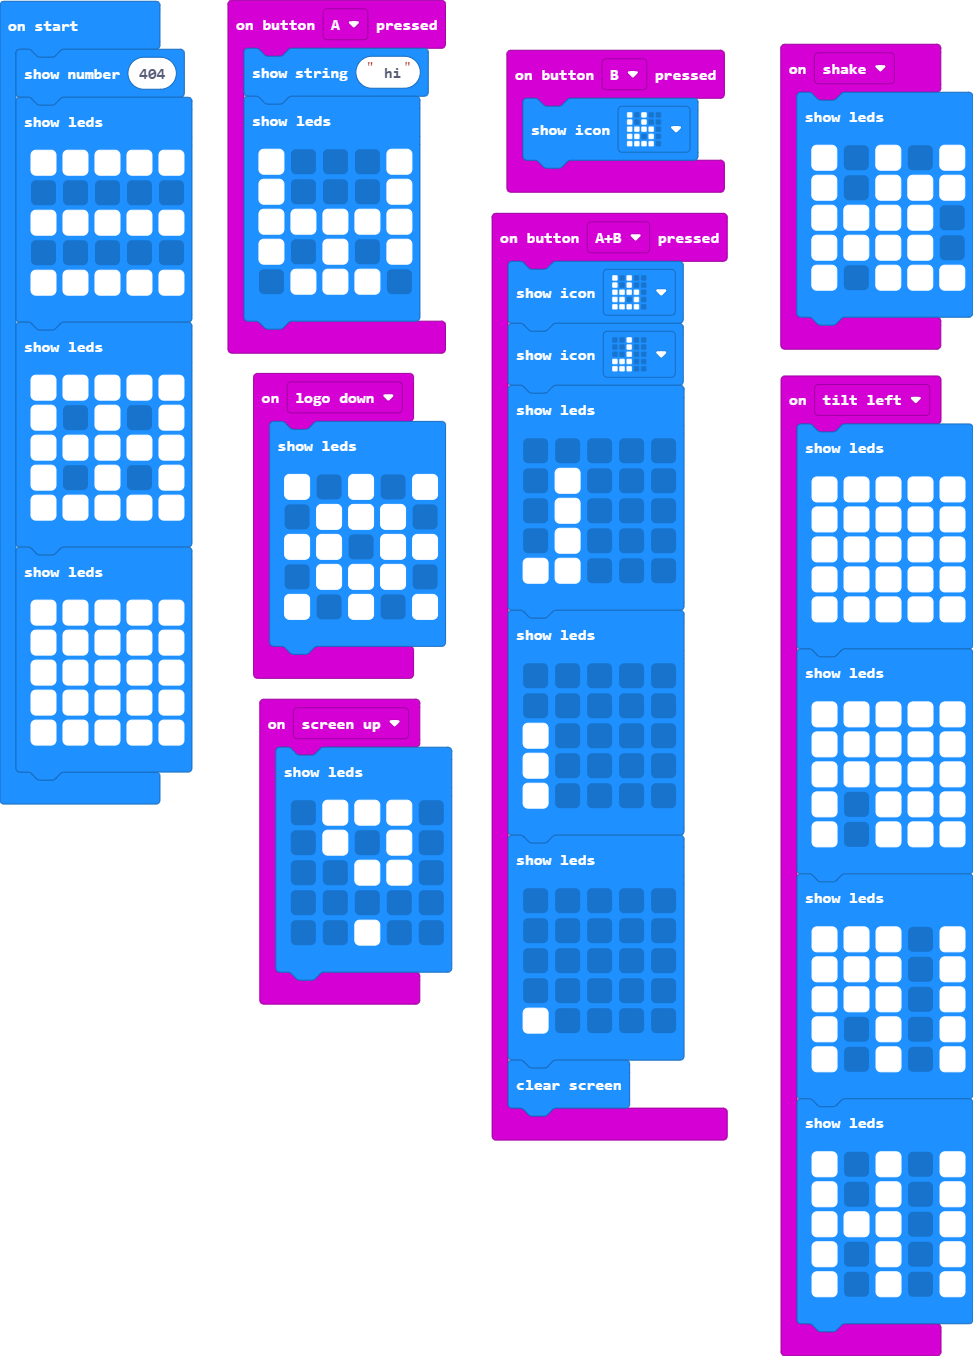 on start
show number 404
show leds
show leds
show leds
on button A pressed
show string " hi "
show leds
on logo down
show leds
on screen up
show leds
on button B pressed
show icon
on button A+B pressed
show icon
show icon
show leds
show leds
show leds
clear screen
on shake
show leds
on tilt left
show leds
show leds
show leds
show leds